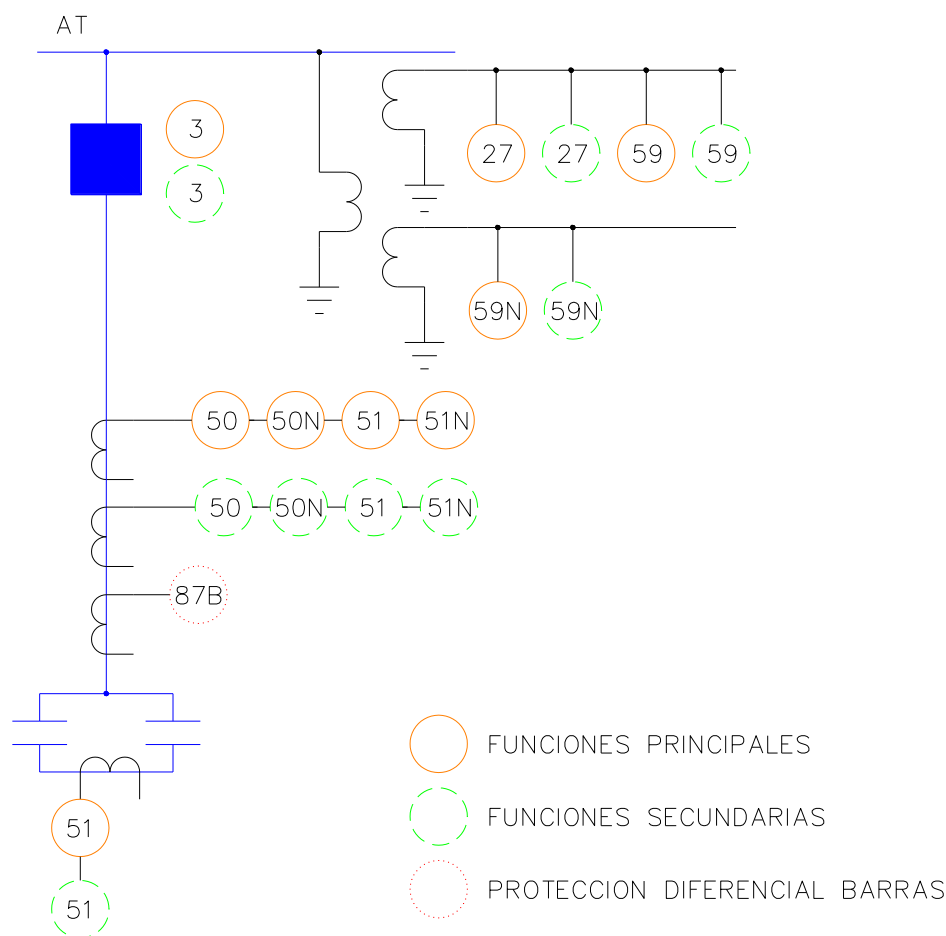 AT
3
3
27 27 59 59
59N 59N
50 50N 51 51N
50 50N 51 51N
87B
FUNCIONES PRINCIPALES
FUNCIONES SECUNDARIAS
PROTECCION DIFERENCIAL BARRAS
51
51